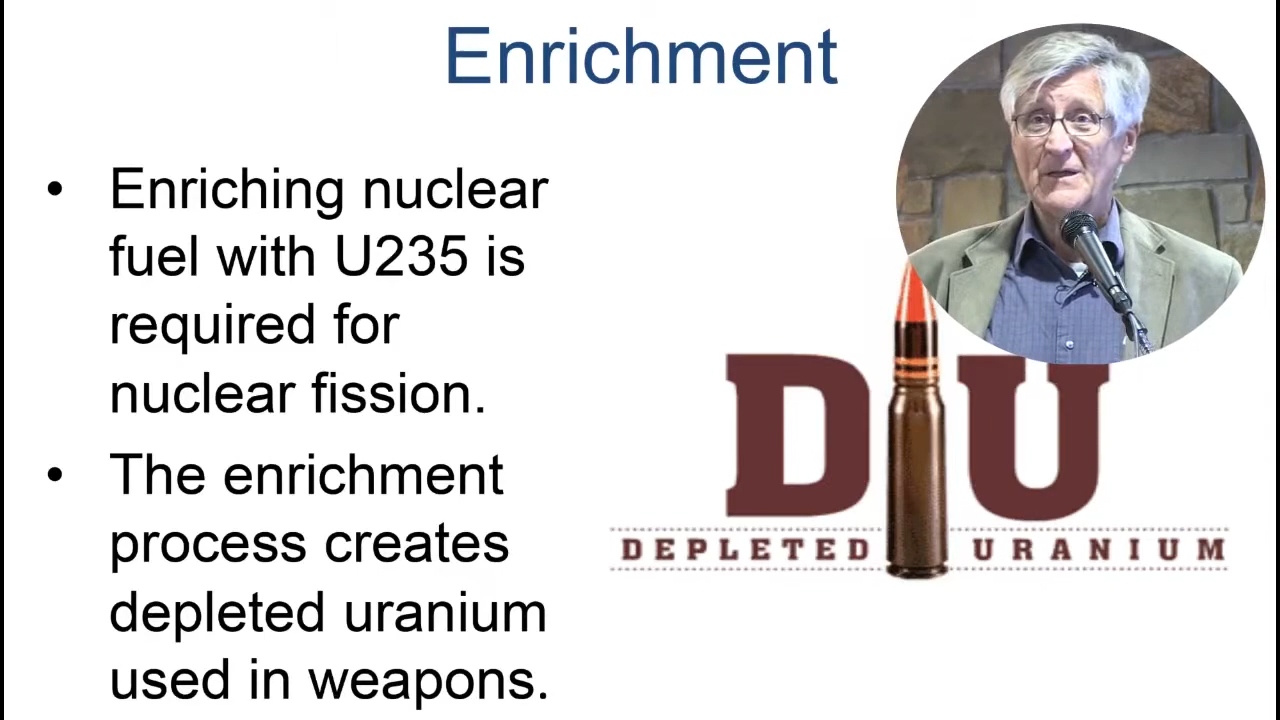 Enrichment
• Enriching nuclear
fuel with U235 is
required for
nuclear fission.
• The enrichment
process creates
depleted uranium
used in weapons.
DU
DEPLETED URANIUM